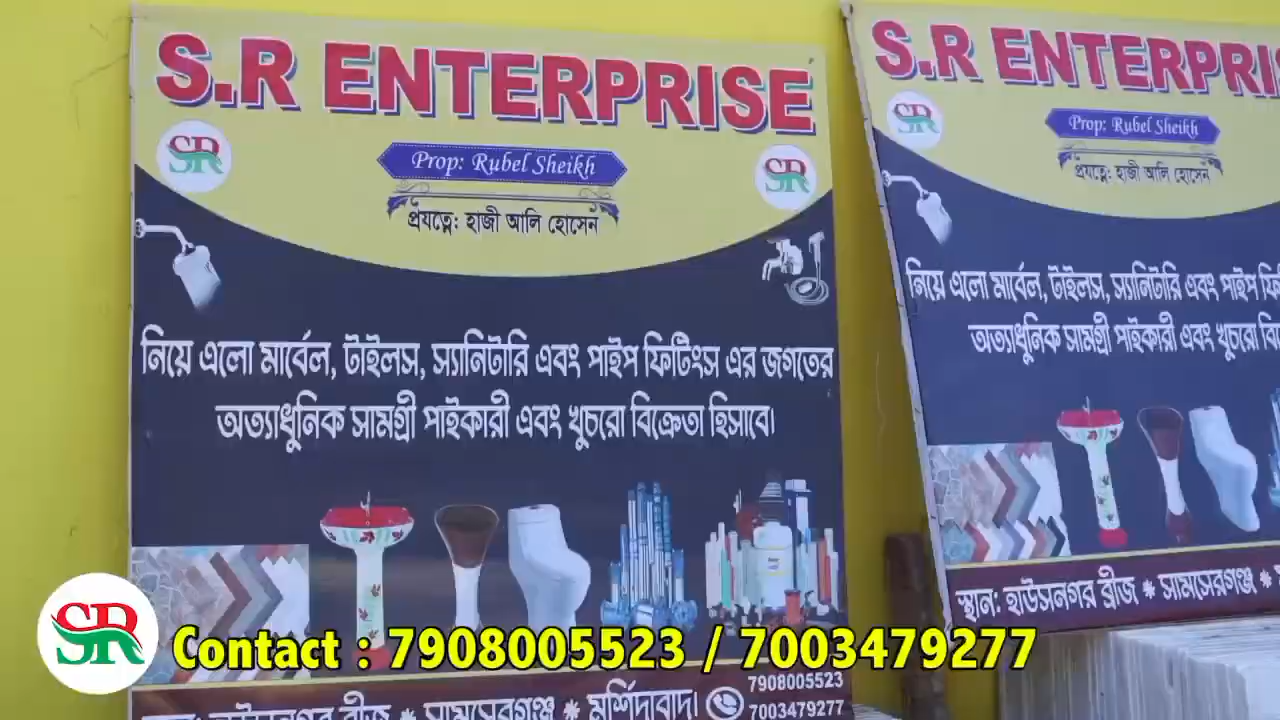 S.R ENTERPRISE
SR
Prop: Rubel Sheikh
SR
প্রযত্নে: হাজী আলি হোসেন
নিয়ে এলো মার্বেল, টাইলস, স্যানিটারি এবং পাইপ ফিটিংস এর জগতের
অত্যাধুনিক সামগ্রী পাইকারী এবং খুচরো বিক্রেতা হিসাবে।
স্থান: হাউসনগর ব্রীজ * সামসেরগঞ্জ * মুর্শিদাবাদ।
7908005523
7003479277
S.R ENTERPRI
SR
Prop: Rubel Sheikh
প্রযত্নে: হাজী আলি হোসেন
নিয়ে এলো মার্বেল, টাইলস, স্যানিটারি এবং পাইপ ফি
অত্যাধুনিক সামগ্রী পাইকারী এবং খুচরো
স্থান: হাউসনগর ব্রীজ * সামসেরগঞ্জ *
SR
Contact : 7908005523 / 7003479277